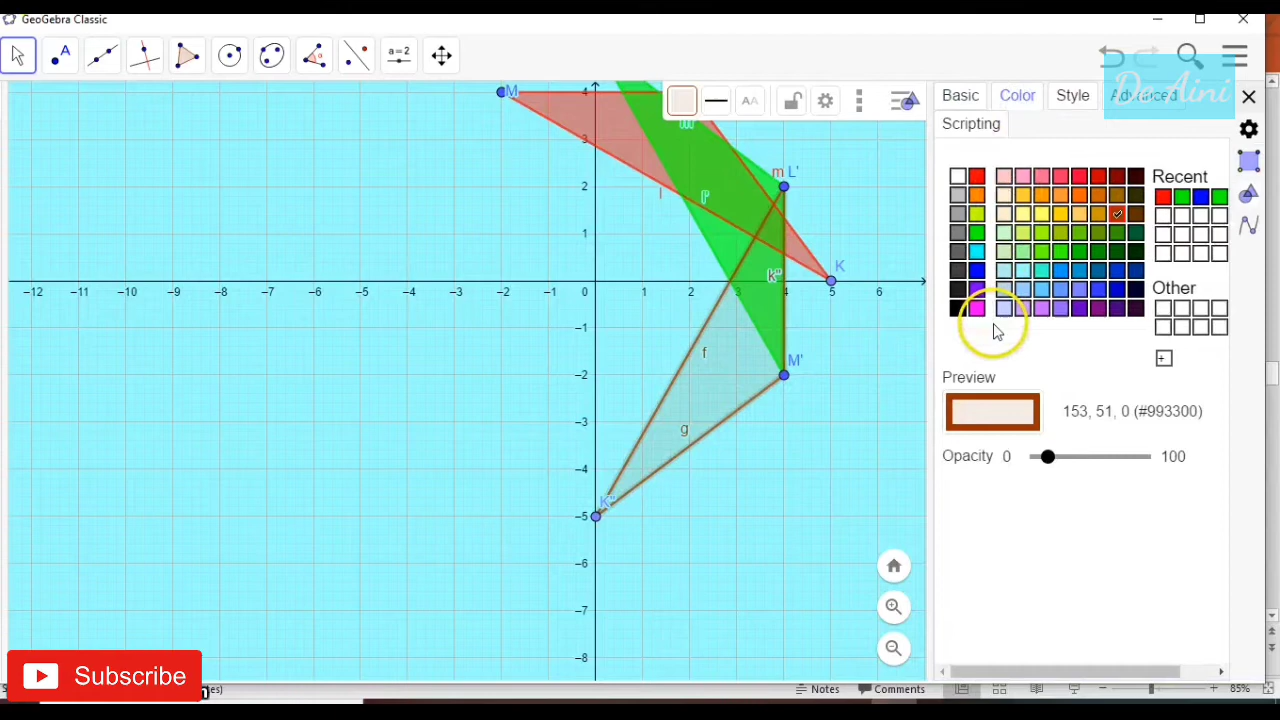 GeoGebra Classic
A
a=2
AA
Basic Color Style Advanced
Scripting
Recent
Other
Preview
153, 51, 0 (#993300)
Opacity 0 100
M
m' 
m L'
l l'
K
k''
f
M'
g
K''
4
3
2
1
−12 −11 −10 −9 −8 −7 −6 −5 −4 −3 −2 −1 0 1 2 3 4 5 6
−1
−2
−3
−4
−5
−6
−7
−8
Subscribe
Notes Comments 85%